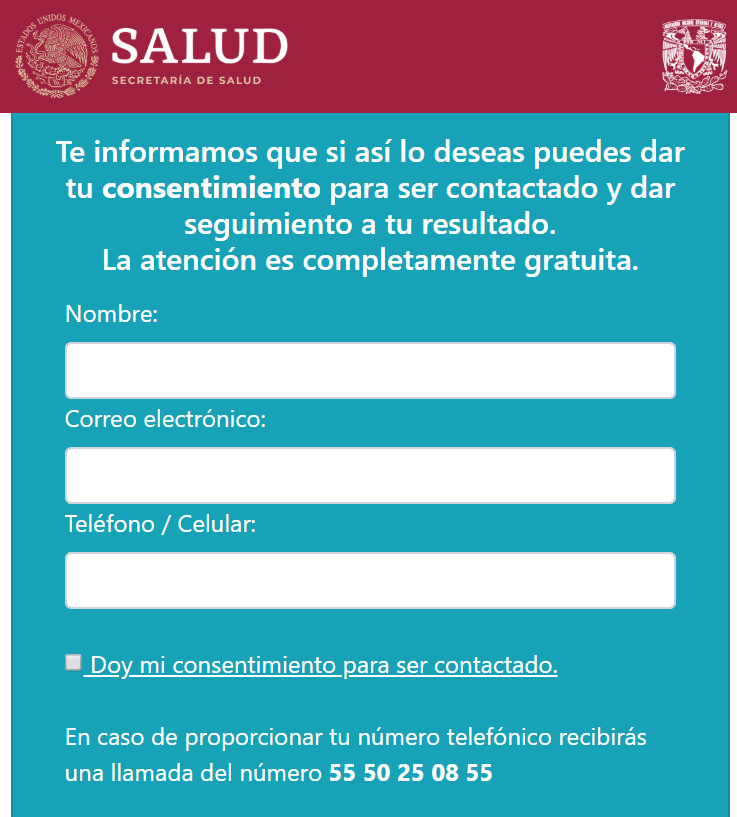 ESTADOS UNIDOS MEXICANOS
SALUD
SECRETARÍA DE SALUD
Te informamos que si así lo deseas puedes dar
tu consentimiento para ser contactado y dar
seguimiento a tu resultado.
La atención es completamente gratuita.
Nombre:
Correo electrónico:
Teléfono / Celular:
Doy mi consentimiento para ser contactado.
En caso de proporcionar tu número telefónico recibirás
una llamada del número 55 50 25 08 55